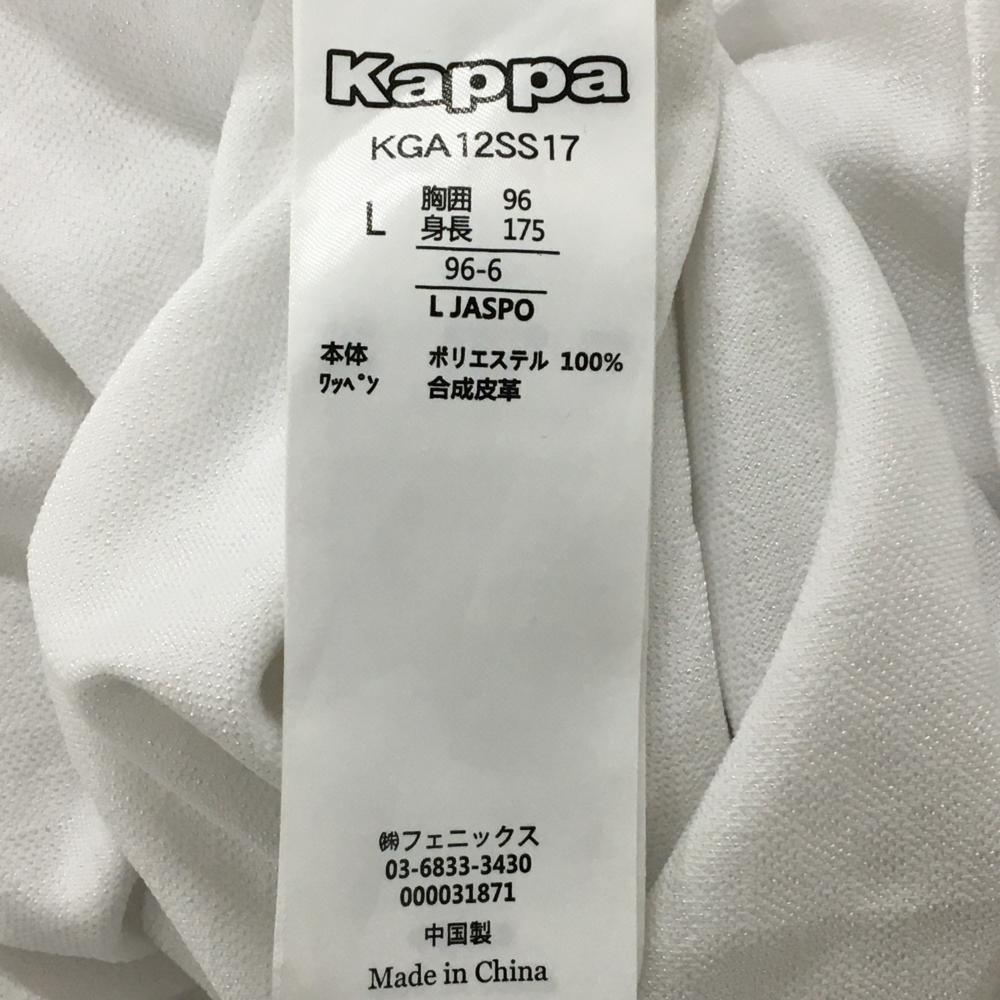 Kappa
KGA12SS17
L
胸囲 96
身長 175
96-6
L JASPO
本体 ポリエステル 100%
ﾜｯﾍﾟﾝ 合成皮革
㈱フェニックス
03-6833-3430
000031871
中国製
Made in China